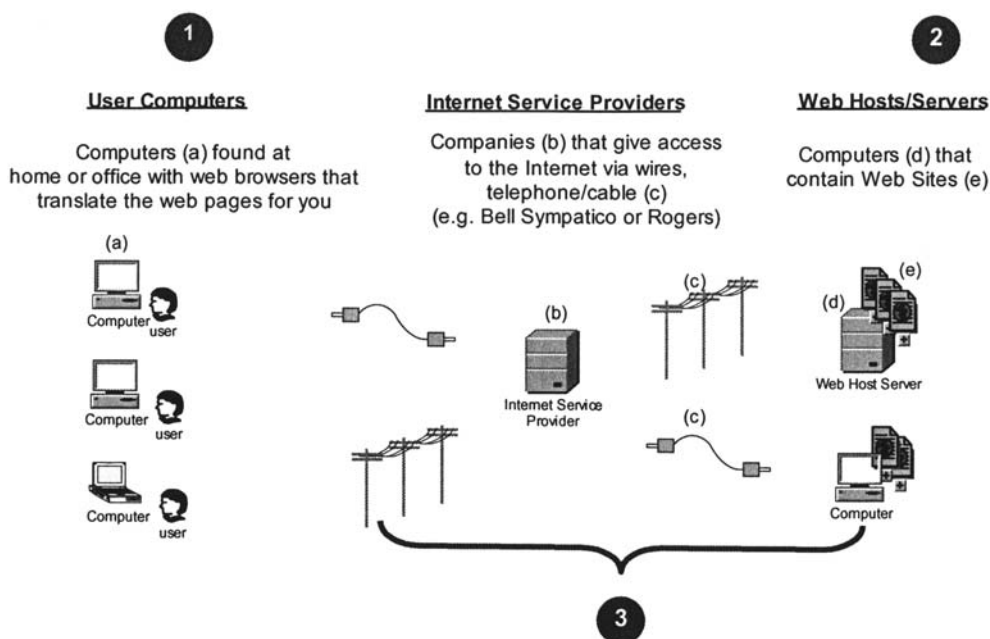 1
2
User Computers
Computers (a) found at
home or office with web browsers that
translate the web pages for you
Internet Service Providers
Companies (b) that give access
to the Internet via wires,
telephone/cable (c)
(e.g. Bell Sympatico or Rogers)
Web Hosts/Servers
Computers (d) that
contain Web Sites (e)
(a)
Computer
user
Computer
user
Computer
user
(b)
Internet Service
Provider
(c)
(c)
(d)
(e)
Web Host Server
Computer
3